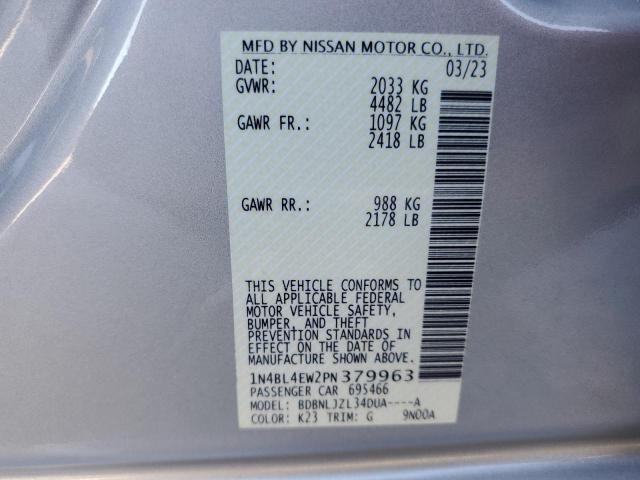 MFD BY NISSAN MOTOR CO., LTD.
DATE: 03/23
GVWR: 2033 KG
4482 LB
GAWR FR.: 1097 KG
2418 LB
GAWR RR.: 988 KG
2178 LB
THIS VEHICLE CONFORMS TO
ALL APPLICABLE FEDERAL
MOTOR VEHICLE SAFETY,
BUMPER, AND THEFT
PREVENTION STANDARDS IN
EFFECT ON THE DATE OF
MANUFACTURE SHOWN ABOVE.
1N4BL4EW2PN379963
PASSENGER CAR 695466
MODEL: BDBNLJZL34DUA----A
COLOR: K23 TRIM: G 9N00A